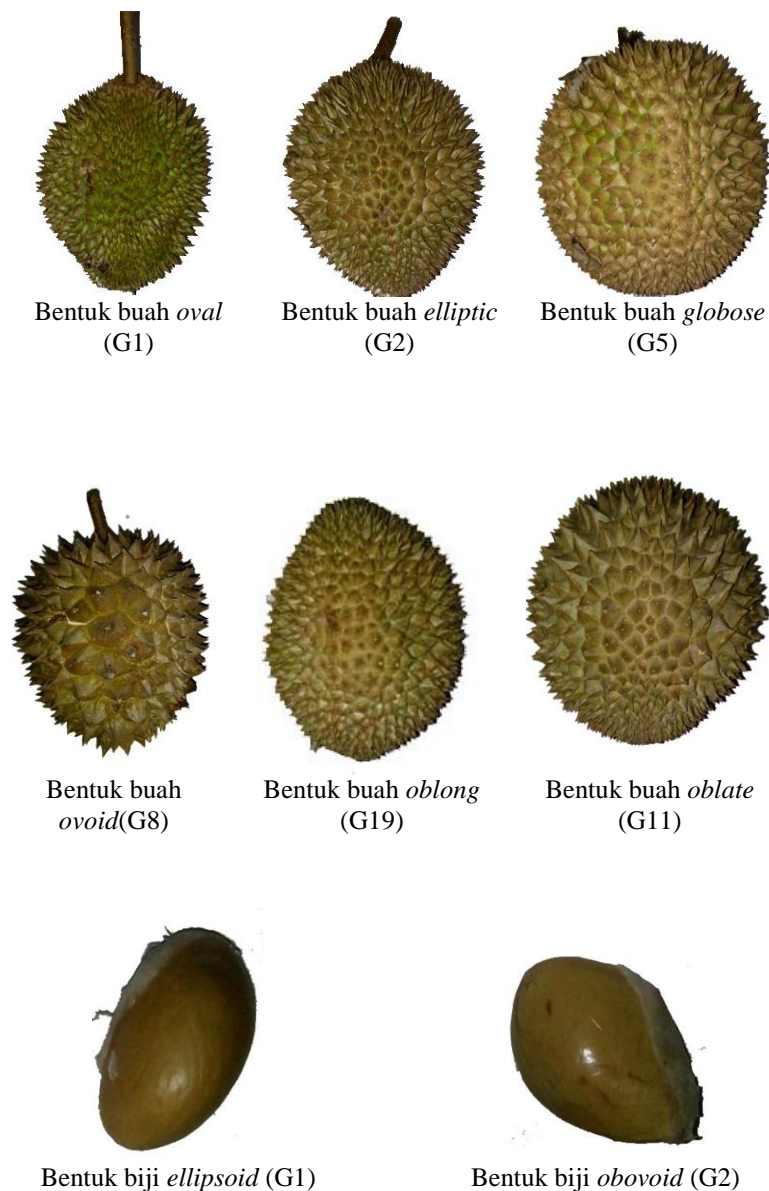 Bentuk buah oval
(G1)
Bentuk buah elliptic
(G2)
Bentuk buah globose
(G5)
Bentuk buah
ovoid(G8)
Bentuk buah oblong
(G19)
Bentuk buah oblate
(G11)
Bentuk biji ellipsoid (G1)
Bentuk biji obovoid (G2)